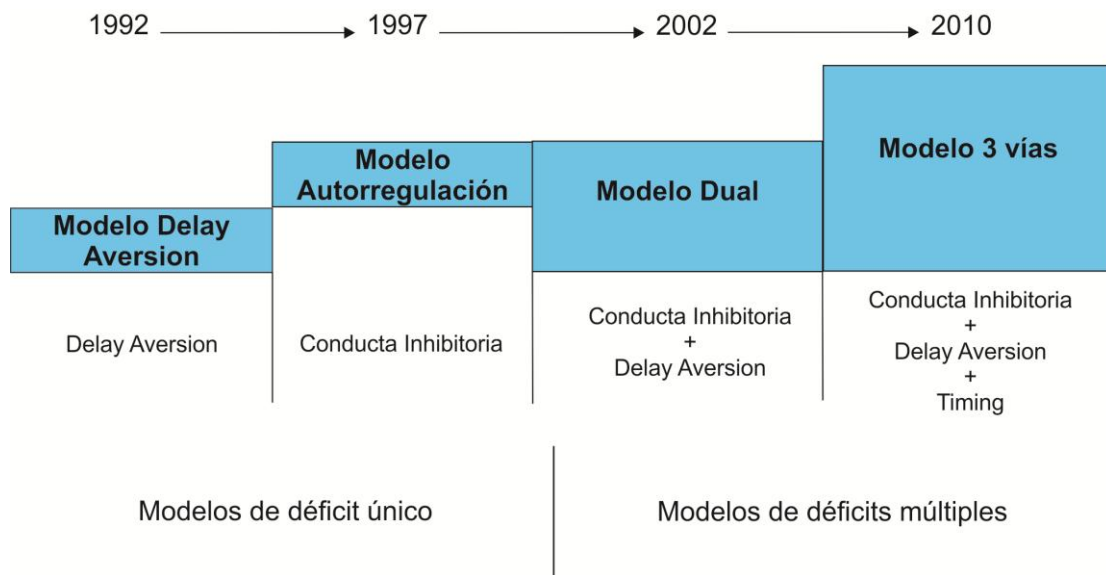 1992
1997
2002
2010
Modelo Delay
Aversion
Modelo
Autorregulación
Modelo Dual
Modelo 3 vías
Delay Aversion
Conducta Inhibitoria
Conducta Inhibitoria
+
Delay Aversion
Conducta Inhibitoria
+
Delay Aversion
+
Timing
Modelos de déficit único
Modelos de déficits múltiples